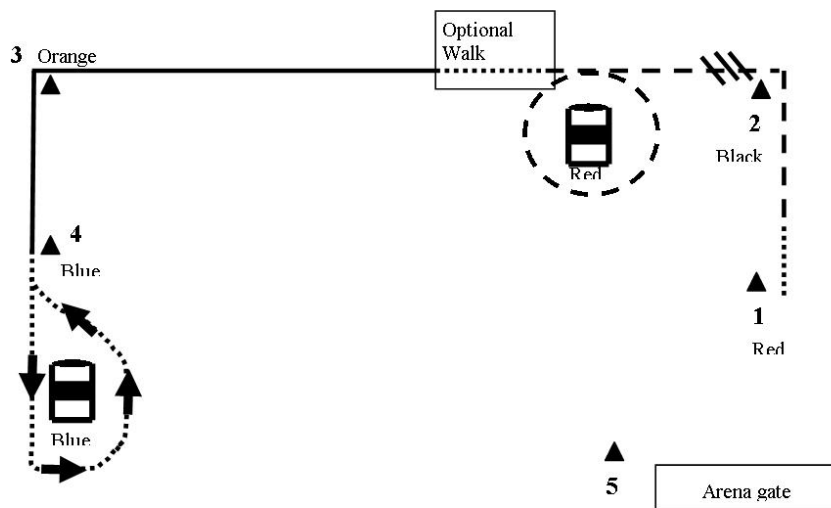 3 Orange
Optional
Walk
2
Black
Red
4
Blue
1
Red
Blue
5
Arena gate